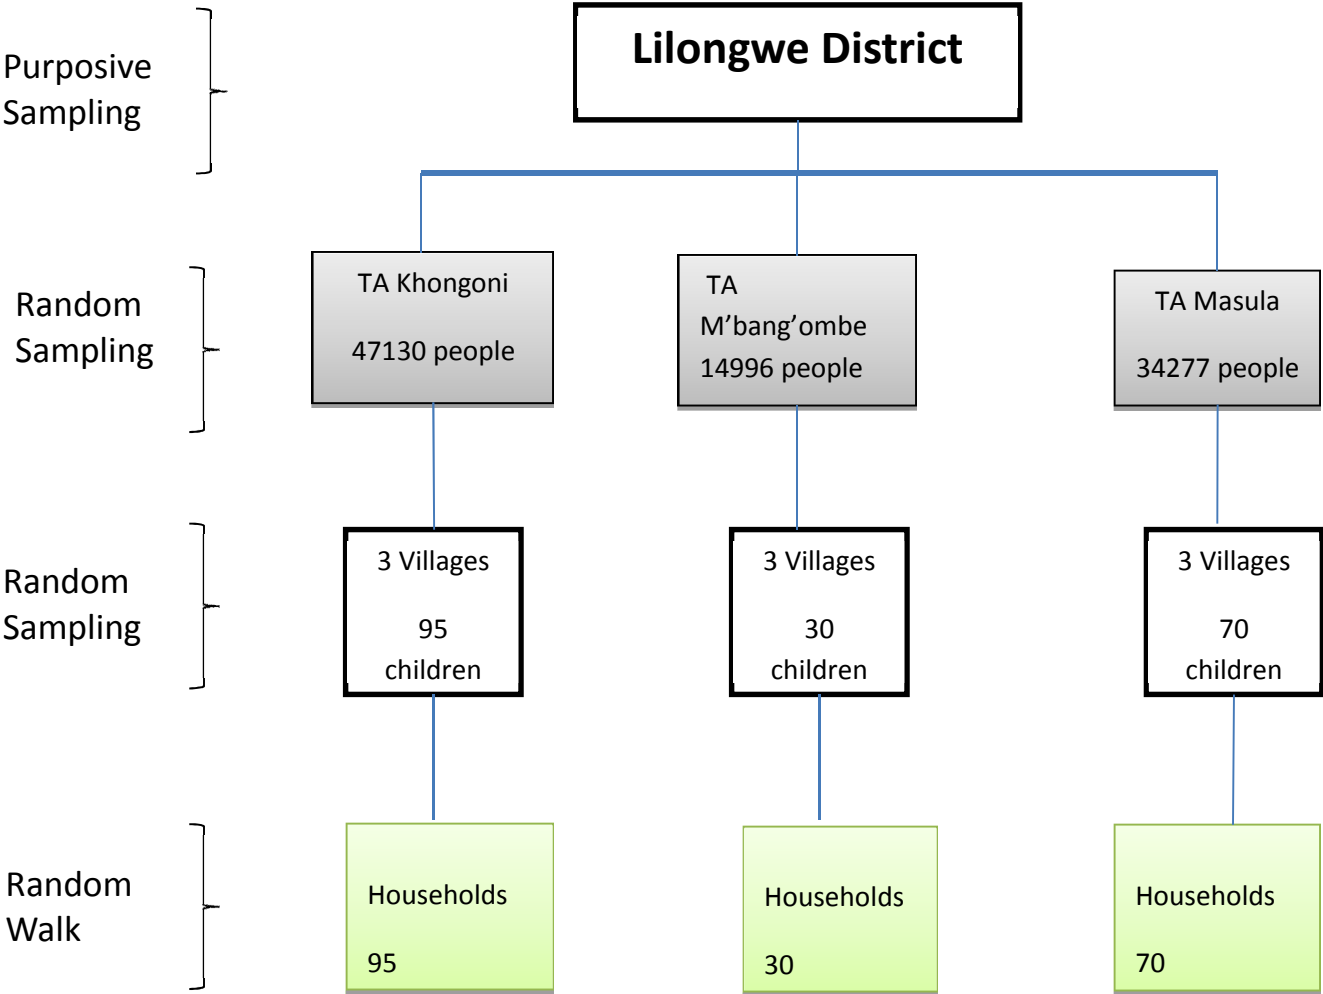 Lilongwe District
Purposive
Sampling
Random
Sampling
TA Khongoni
47130 people
TA
M’bang’ombe
14996 people
TA Masula
34277 people
Random
Sampling
3 Villages
95
children
3 Villages
30
children
3 Villages
70
children
Random
Walk
Households
95
Households
30
Households
70